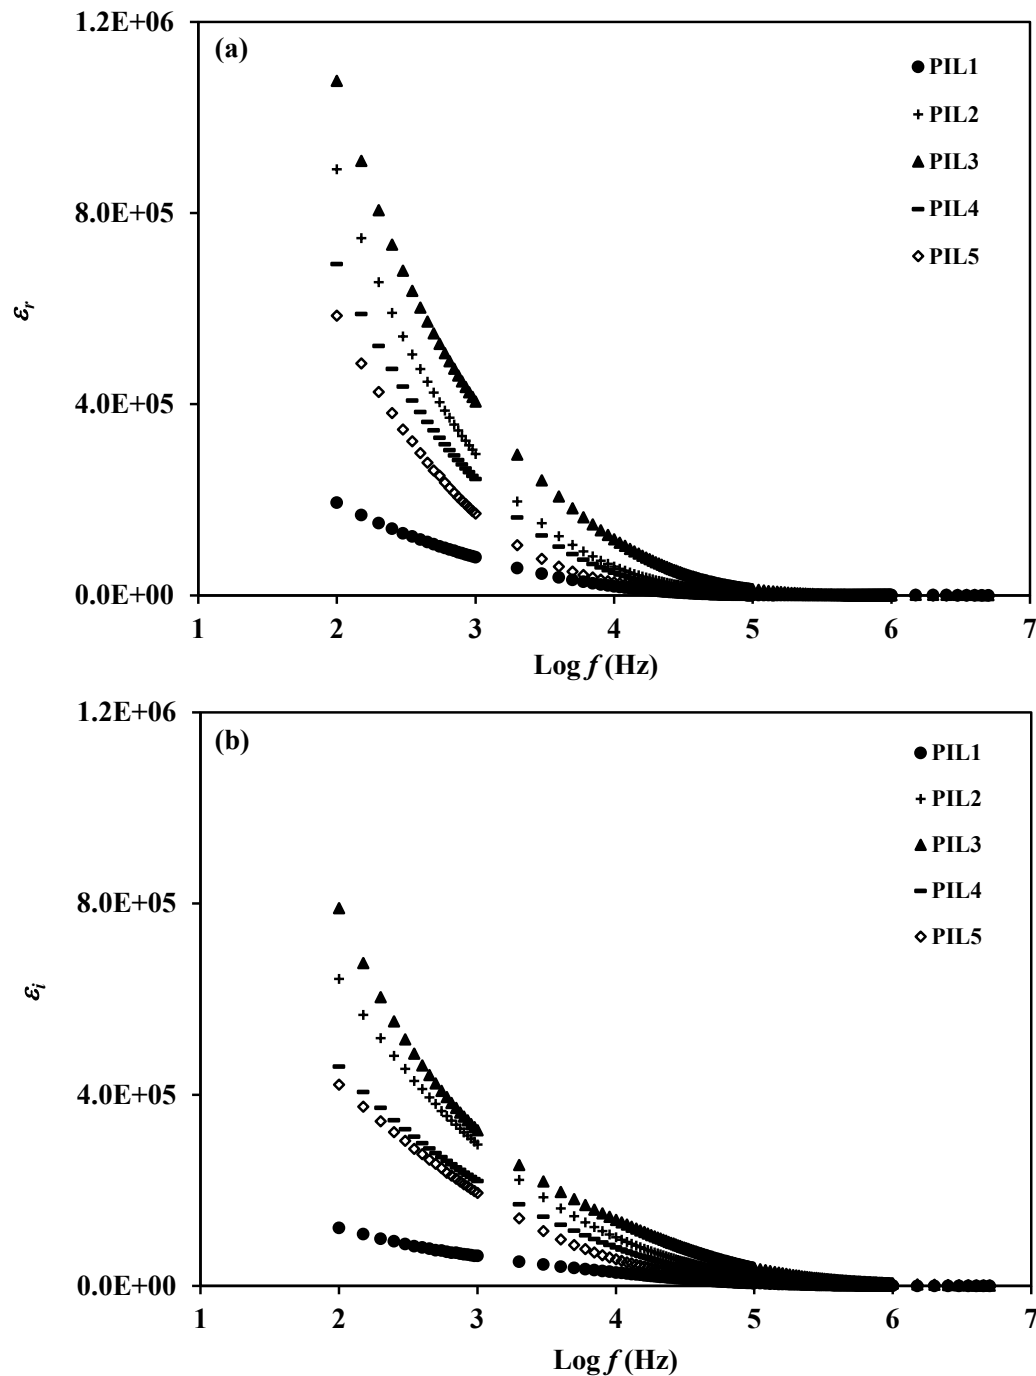 1.2E+06
(a)
PIL1
PIL2
PIL3
8.0E+05
PIL4
PIL5
εr
4.0E+05
0.0E+00
1 2 3 4 5 6 7
Log f (Hz)
1.2E+06
(b)
PIL1
PIL2
PIL3
8.0E+05
PIL4
PIL5
εi
4.0E+05
0.0E+00
1 2 3 4 5 6 7
Log f (Hz)